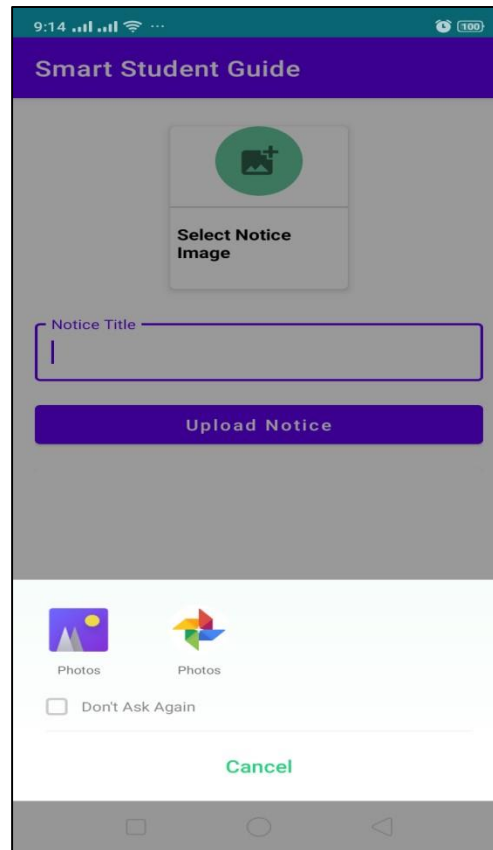 9:14
100
Smart Student Guide
Select Notice
Image
Notice Title
Upload Notice
Photos
Photos
Don't Ask Again
Cancel